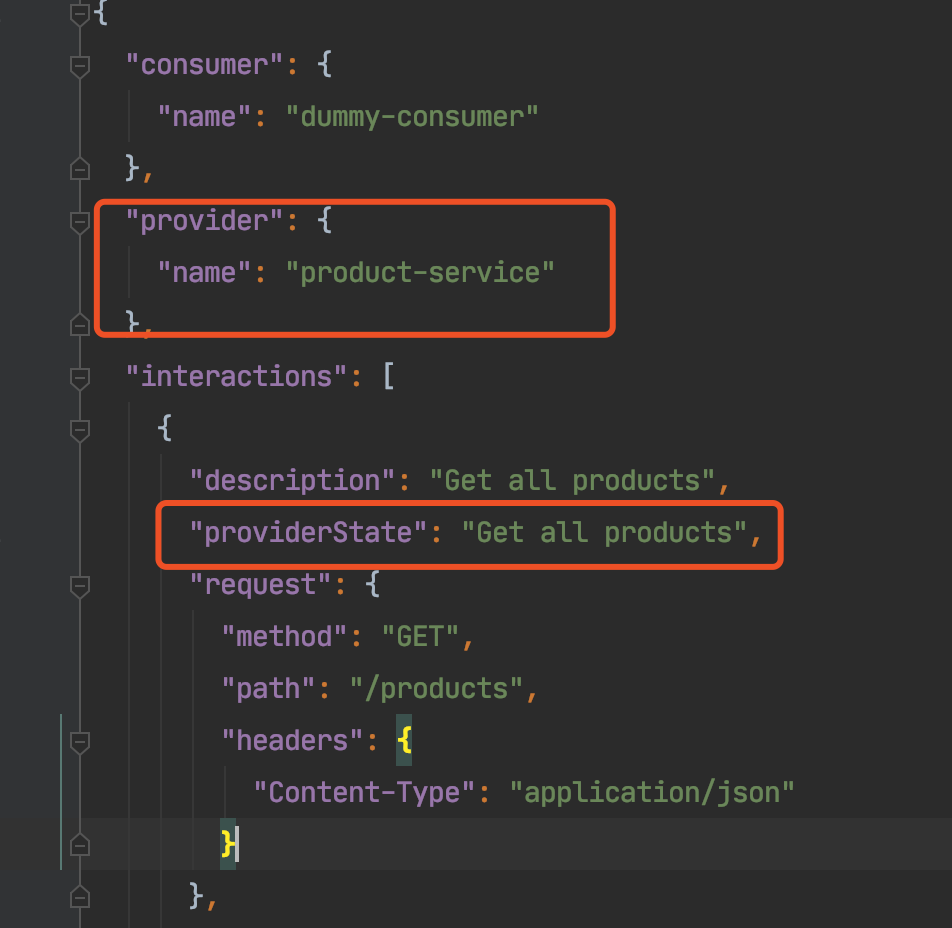 {
"consumer": {
"name": "dummy-consumer"
},
"provider": {
"name": "product-service"
},
"interactions": [
{
"description": "Get all products",
"providerState": "Get all products",
"request": {
"method": "GET",
"path": "/products",
"headers": {
"Content-Type": "application/json"
}
},